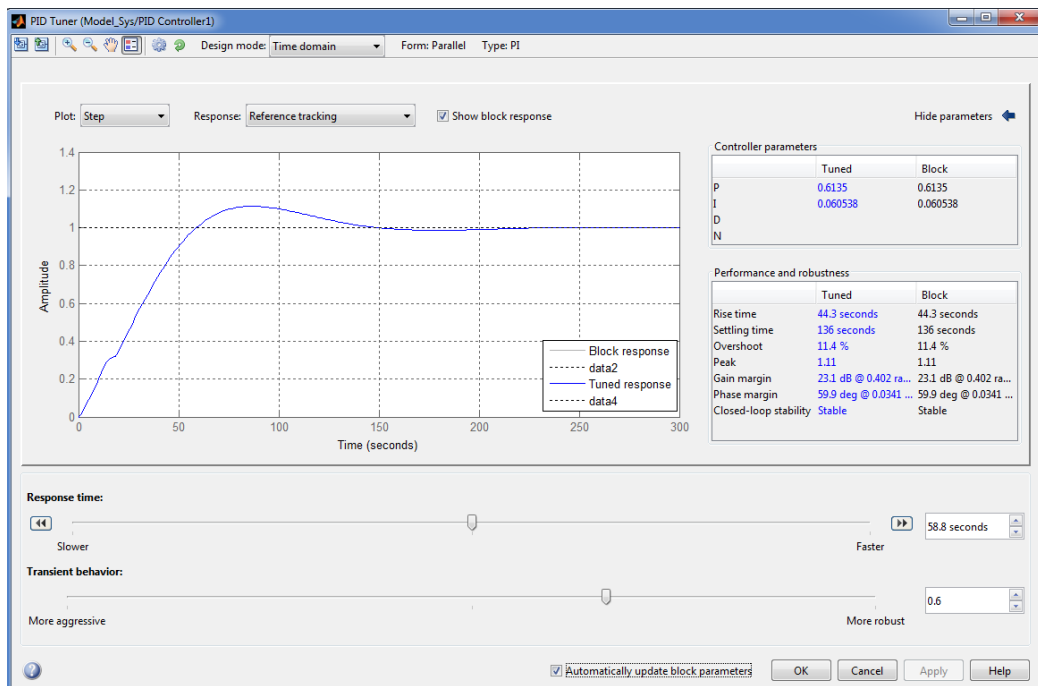 PID Tuner (Model_Sys/PID Controller1)
Design mode: Time domain Form: Parallel Type: PI
Plot: Step Response: Reference tracking Show block response Hide parameters
1.4
1.2
1
0.8
0.6
0.4
0.2
0
Amplitude
0 50 100 150 200 250 300
Time (seconds)
Block response
data2
Tuned response
data4
Controller parameters
Tuned Block
P 0.6135 0.6135
I 0.060538 0.060538
D
N
Performance and robustness
Tuned Block
Rise time 44.3 seconds 44.3 seconds
Settling time 136 seconds 136 seconds
Overshoot 11.4 % 11.4 %
Peak 1.11 1.11
Gain margin 23.1 dB @ 0.402 ra... 23.1 dB @ 0.402 ra...
Phase margin 59.9 deg @ 0.0341 ... 59.9 deg @ 0.0341 ...
Closed-loop stability Stable Stable
Response time:
58.8 seconds
Slower Faster
Transient behavior:
0.6
More aggressive More robust
Automatically update block parameters OK Cancel Apply Help